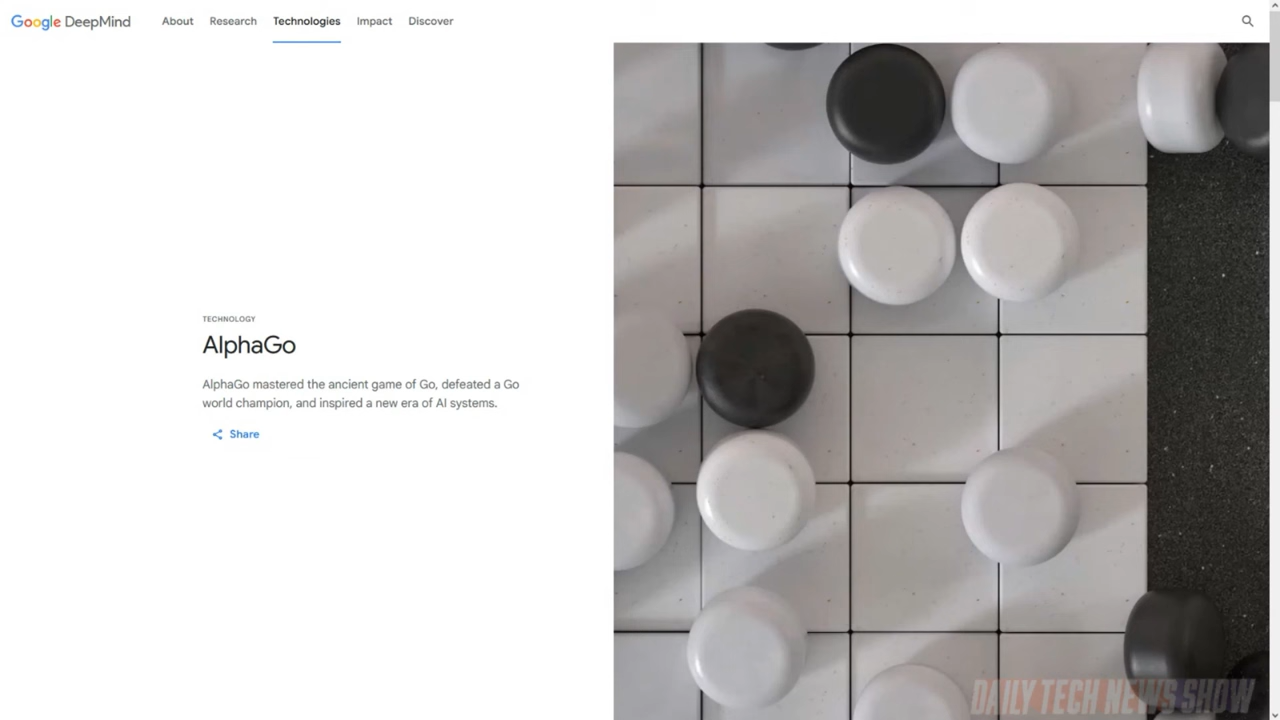 Google DeepMind
About
Research
Technologies
Impact
Discover
TECHNOLOGY
AlphaGo
AlphaGo mastered the ancient game of Go, defeated a Go
world champion, and inspired a new era of AI systems.
Share
DAILY TECH NEWS SHOW